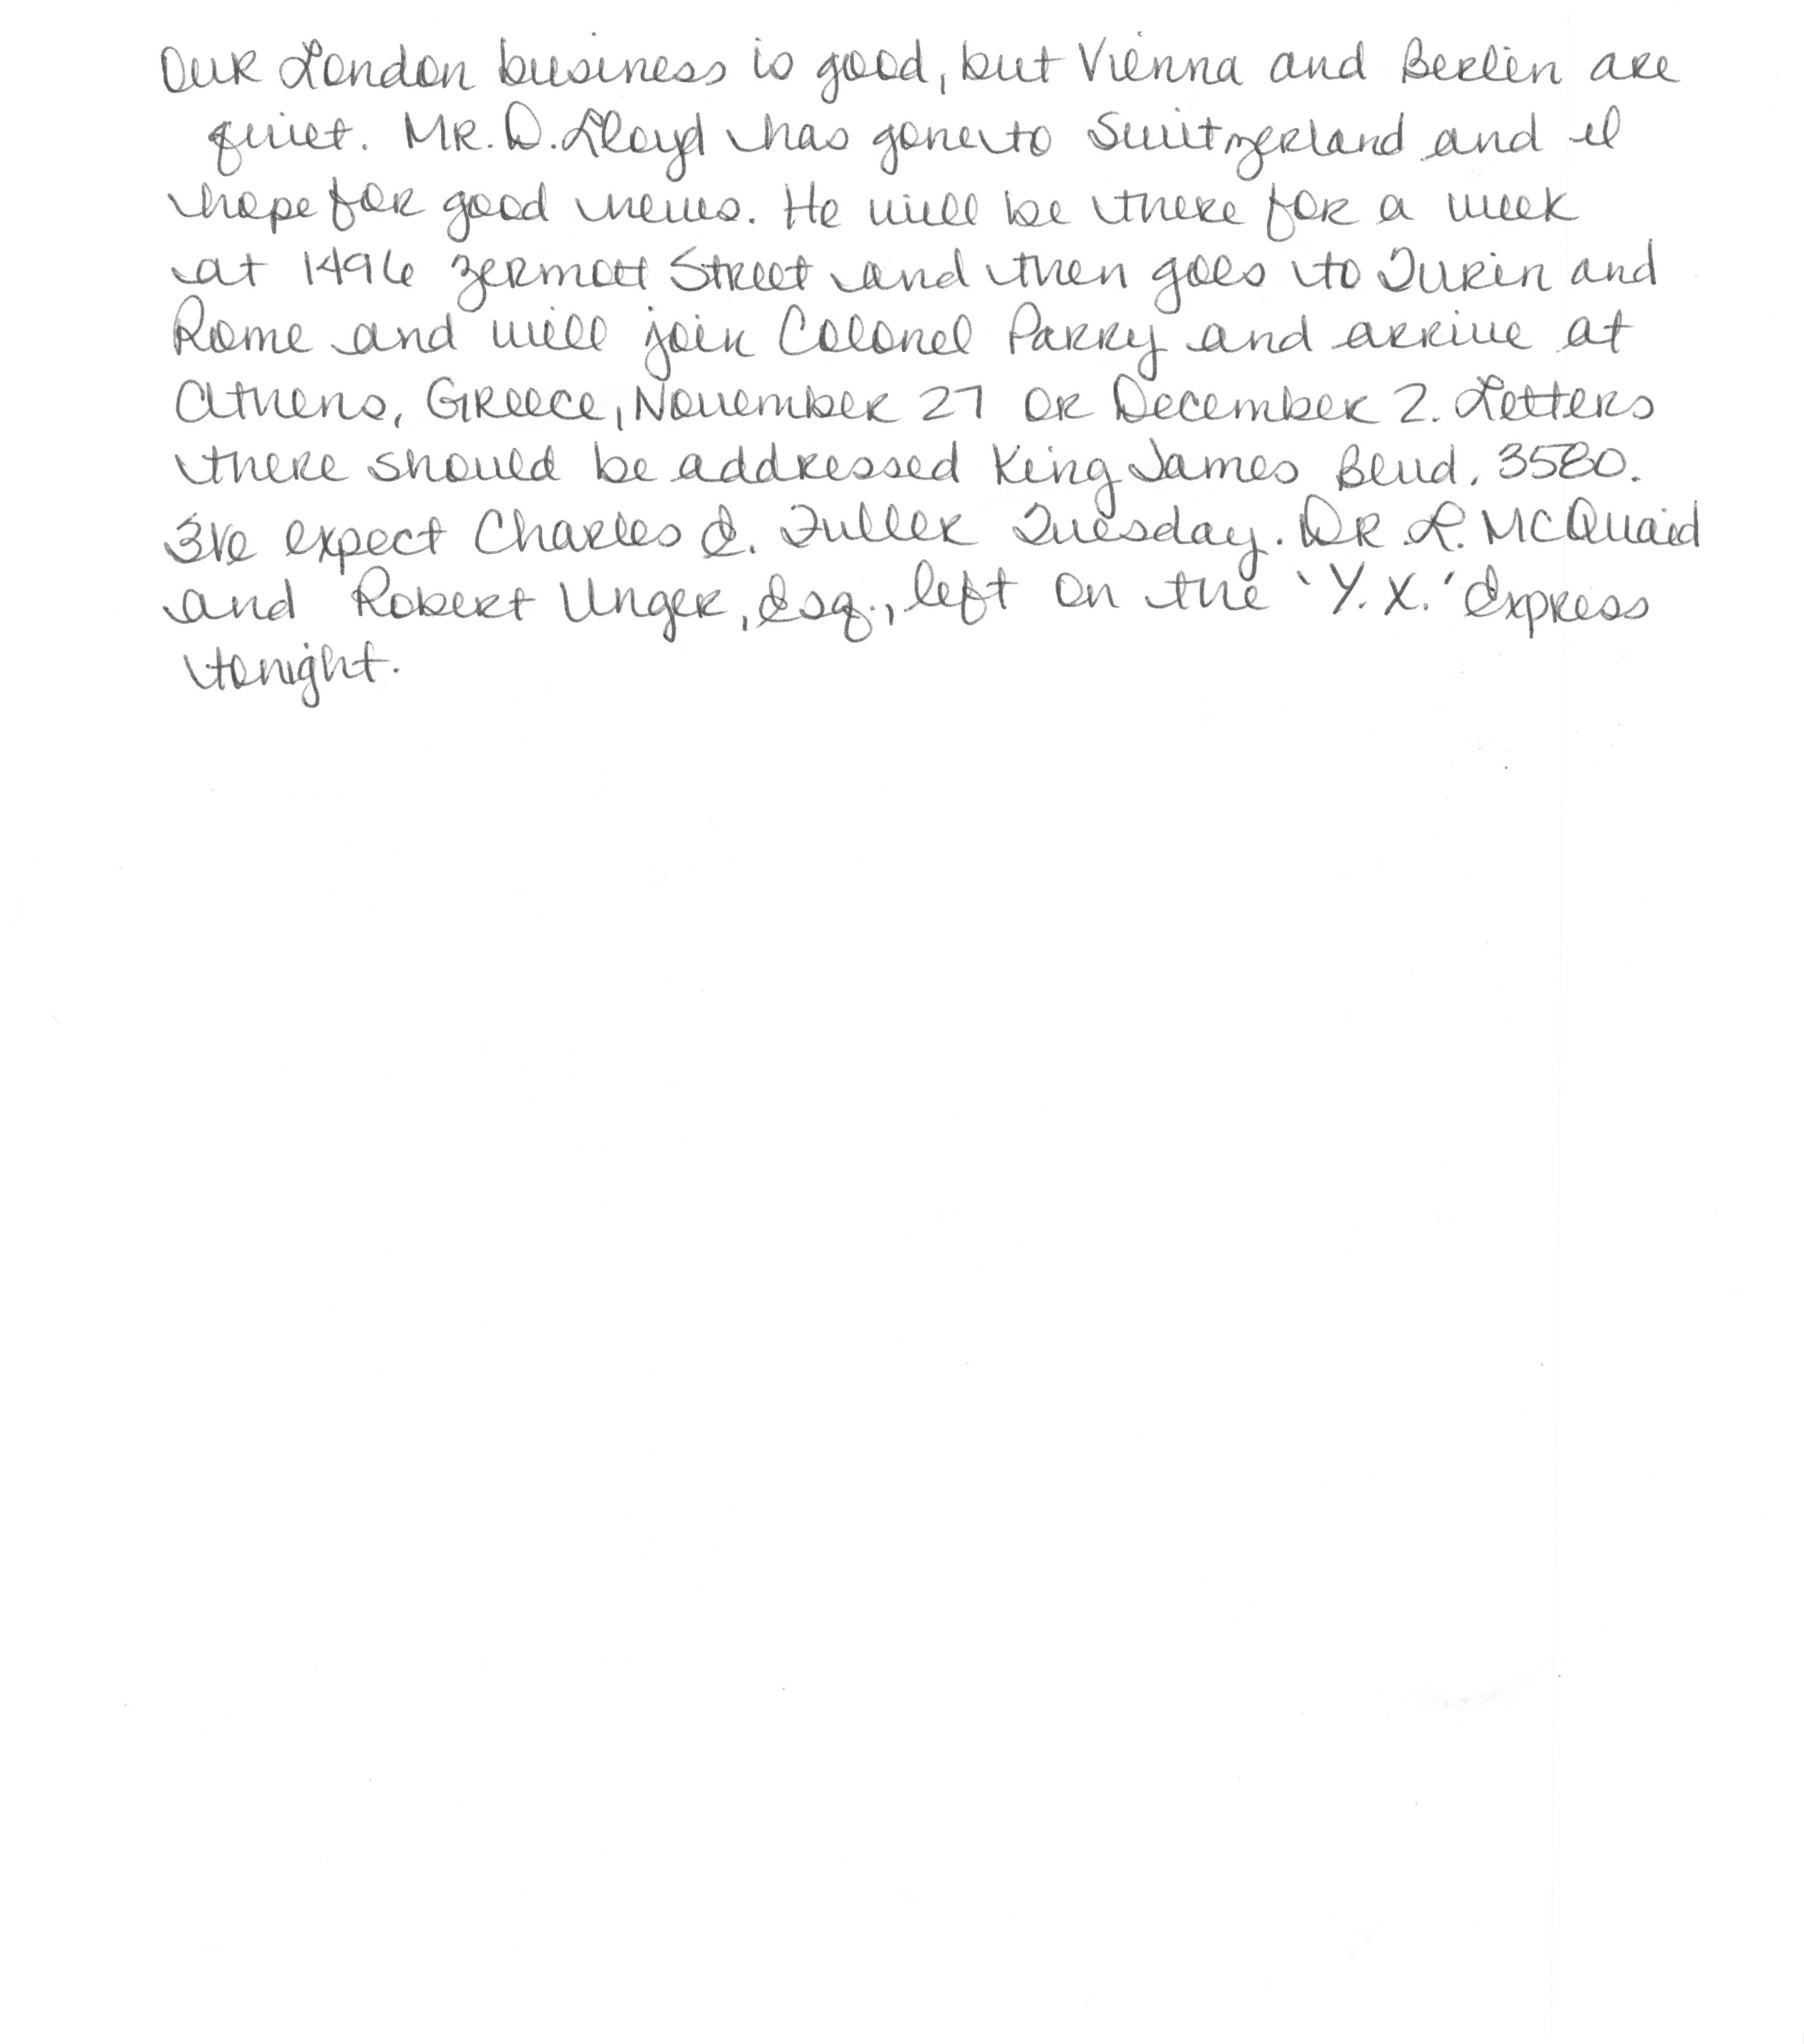 Our London business is good, but Vienna and Berlin are
quiet. Mr. D. Lloyd has gone to Switzerland and I
hope for good news. He will be there for a week
at 1496 Zermott Street and then goes to Turin and
Rome and will join Colonel Parry and arrive at
Athens, Greece, November 27 or December 2. Letters
there should be addressed King James Blvd. 3580.
We expect Charles E. Fuller Tuesday. Dr L. McQuaid
and Robert Unger, Esq., left on the 'Y.X.' Express
tonight.